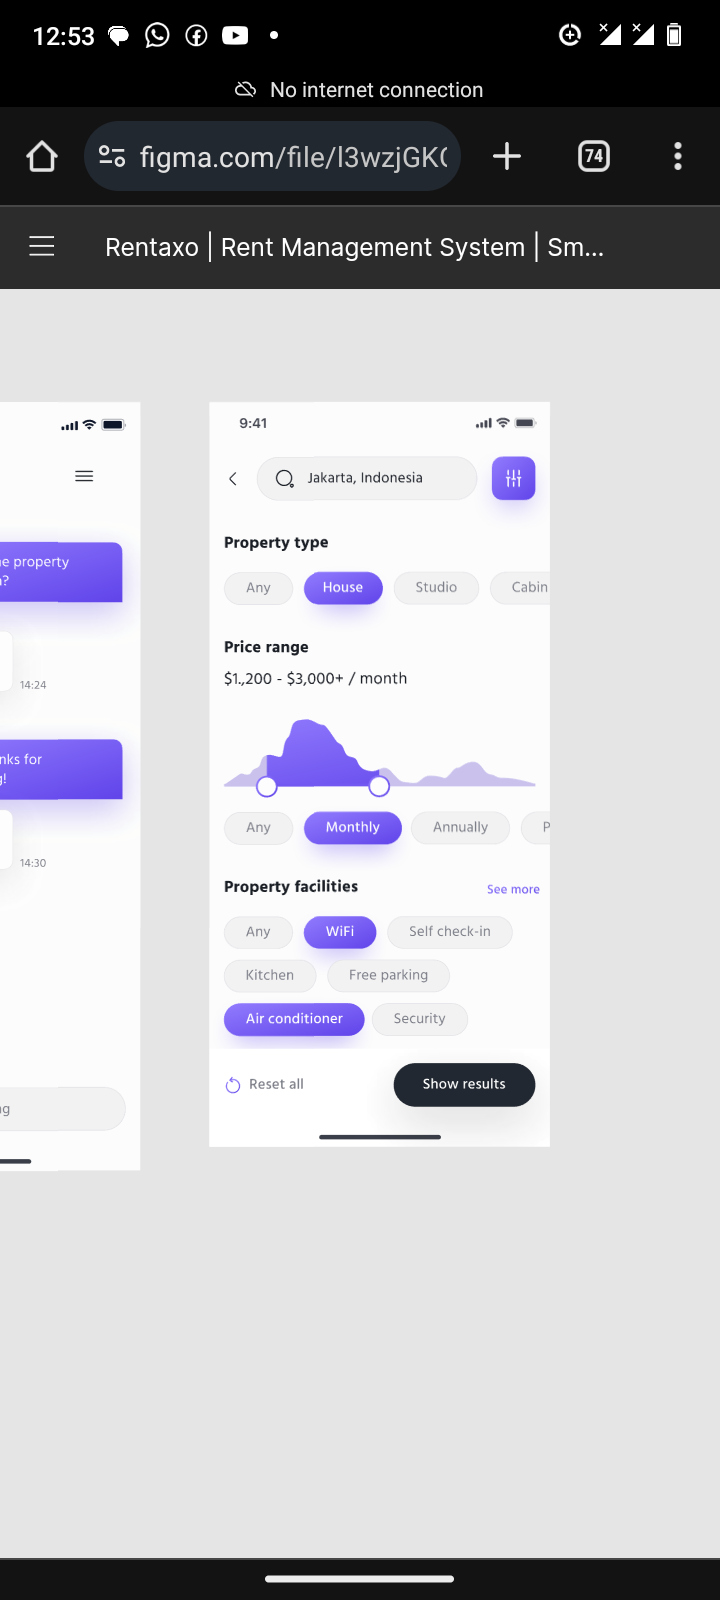 12:53
No internet connection
figma.com/file/l3wzjGK
74
Rentaxo | Rent Management System | Sm...
e property
?
14:24
nks for
g!
14:30
ng
9:41
Jakarta, Indonesia
Property type
Any House Studio Cabin
Price range
$1.,200 - $3,000+ / month
Any Monthly Annually P
Property facilities See more
Any WiFi Self check-in
Kitchen Free parking
Air conditioner Security
Reset all Show results